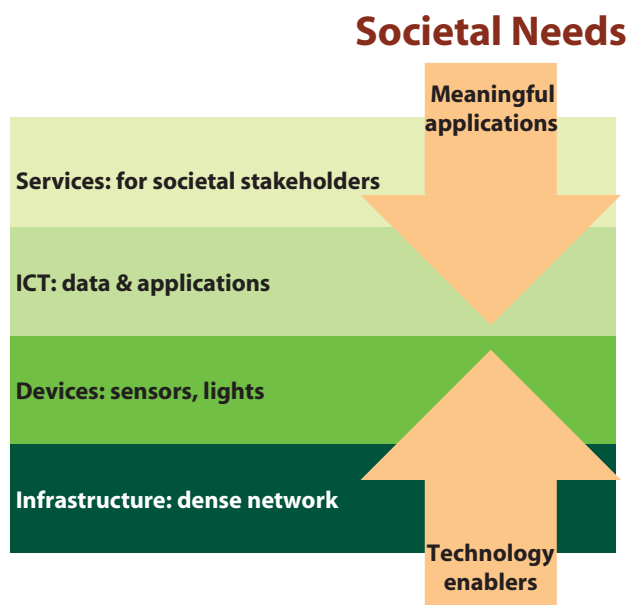 Societal Needs
Meaningful
applications
Services: for societal stakeholders
ICT: data & applications
Devices: sensors, lights
Infrastructure: dense network
Technology
enablers